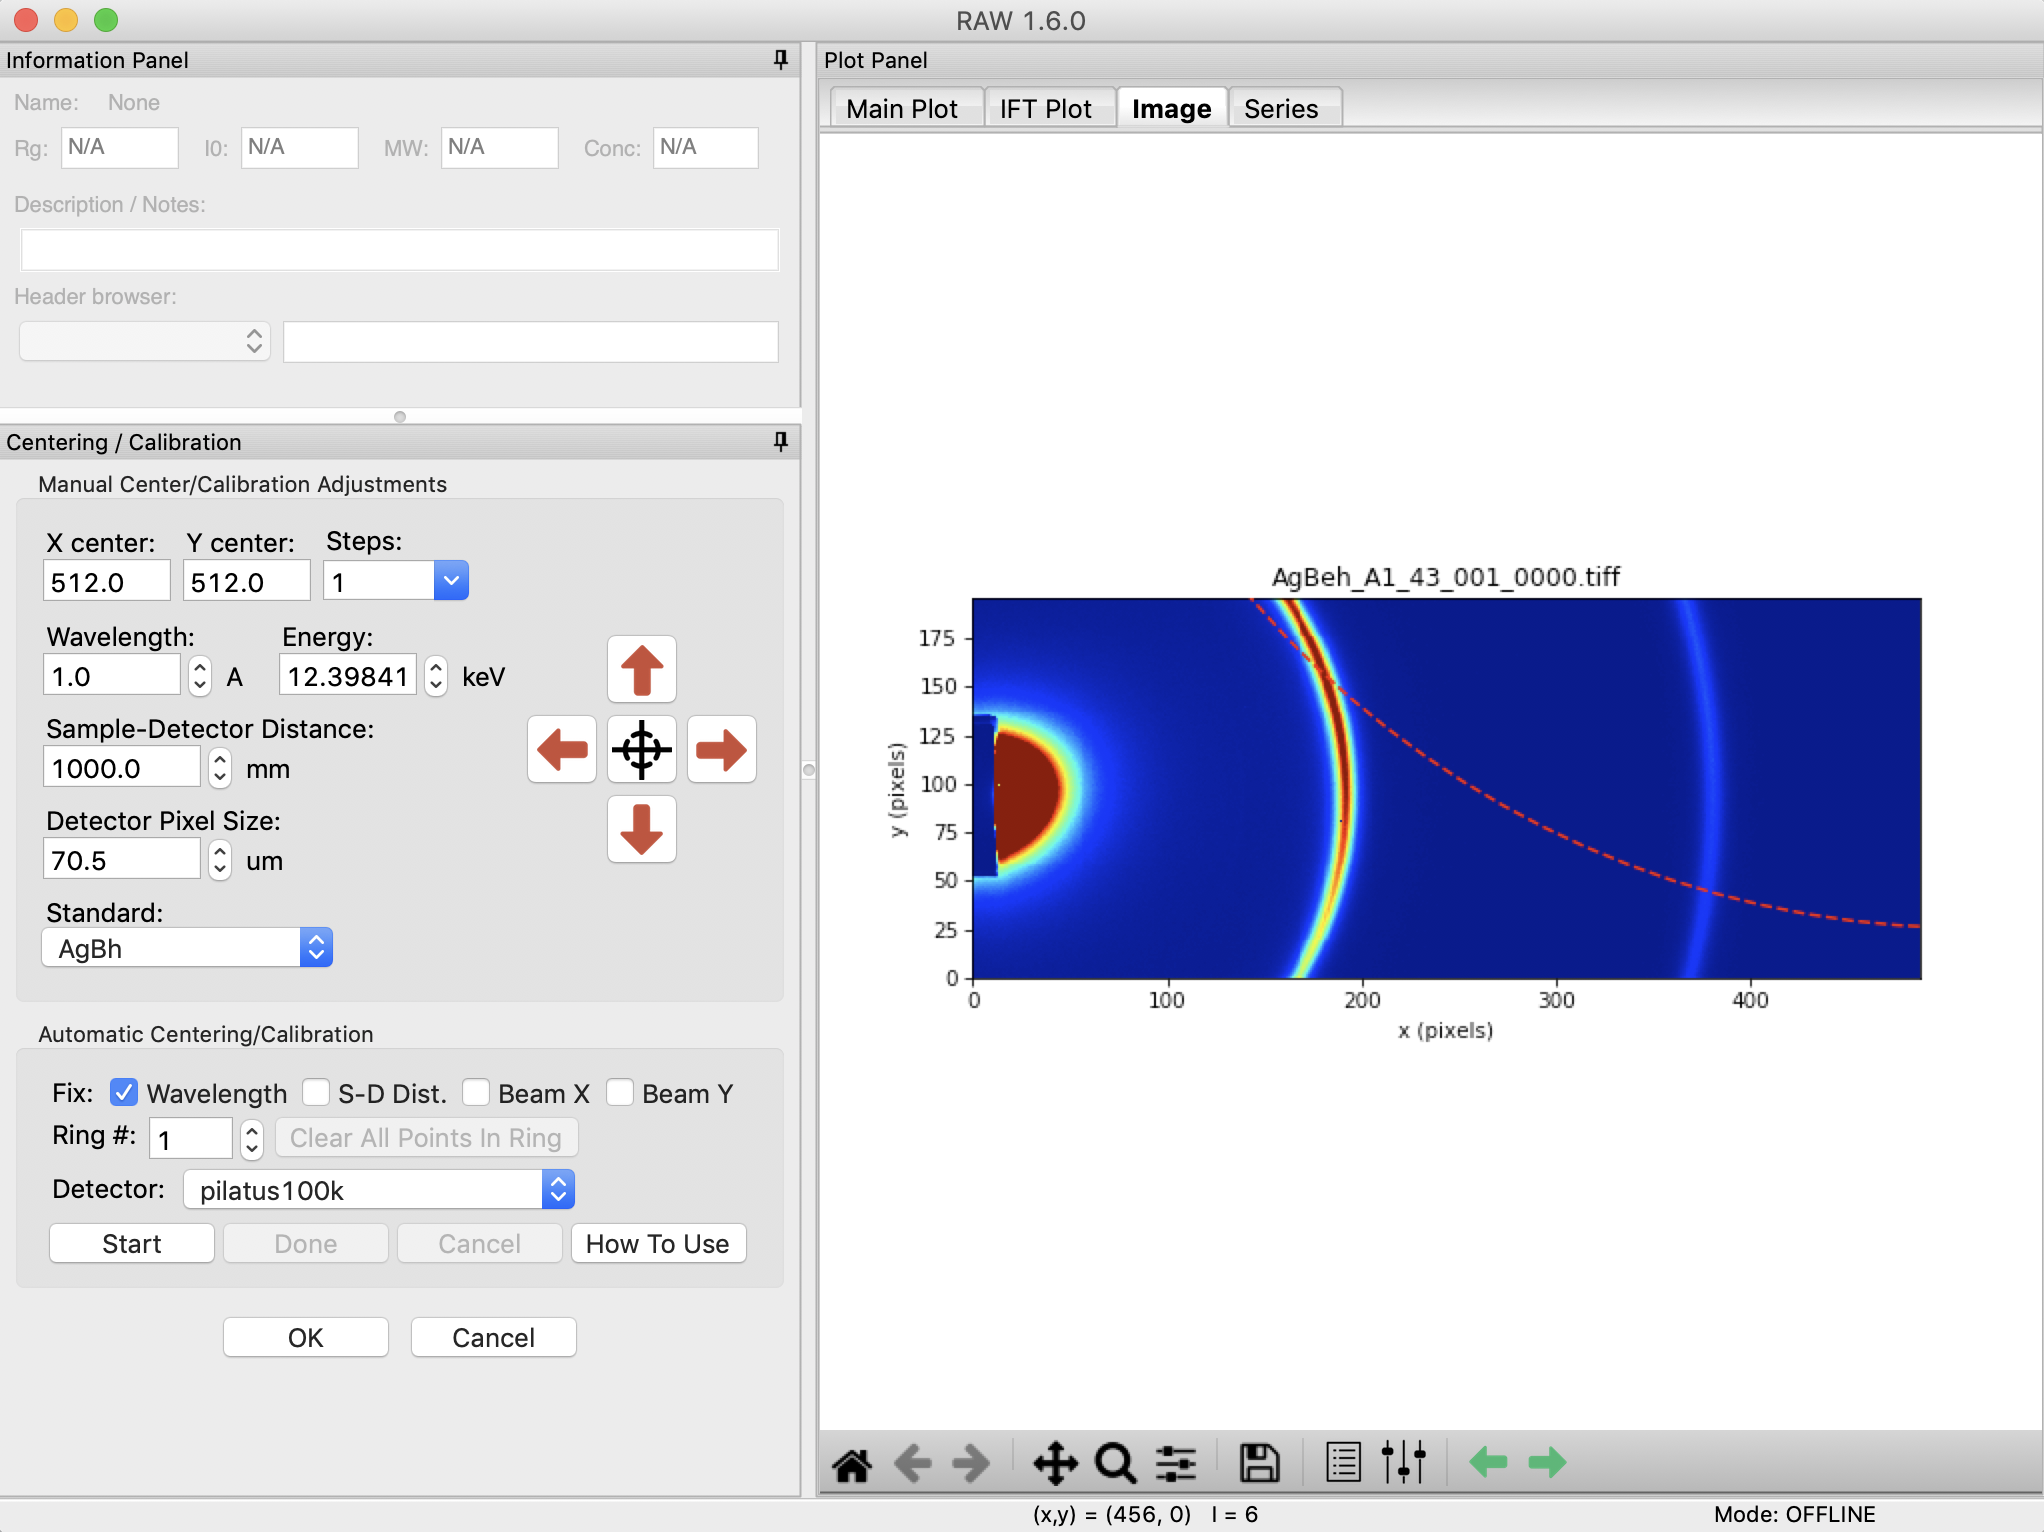 RAW 1.6.0
Information Panel
Name: None
Rg: N/A I0: N/A MW: N/A Conc: N/A
Description / Notes:
Header browser:
Centering / Calibration
Manual Center/Calibration Adjustments
X center: Y center: Steps:
512.0 512.0 1
Wavelength: Energy:
1.0 A 12.39841 keV
Sample-Detector Distance:
1000.0 mm
Detector Pixel Size:
70.5 um
Standard:
AgBh
Automatic Centering/Calibration
Fix: Wavelength S-D Dist. Beam X Beam Y
Ring #: 1 Clear All Points In Ring
Detector: pilatus100k
Start Done Cancel How To Use
OK Cancel
Plot Panel
Main Plot IFT Plot Image Series
AgBeh_A1_43_001_0000.tiff
175
150
125
100
75
50
25
0
y (pixels)
0 100 200 300 400
x (pixels)
(x,y) = (456, 0) I = 6
Mode: OFFLINE